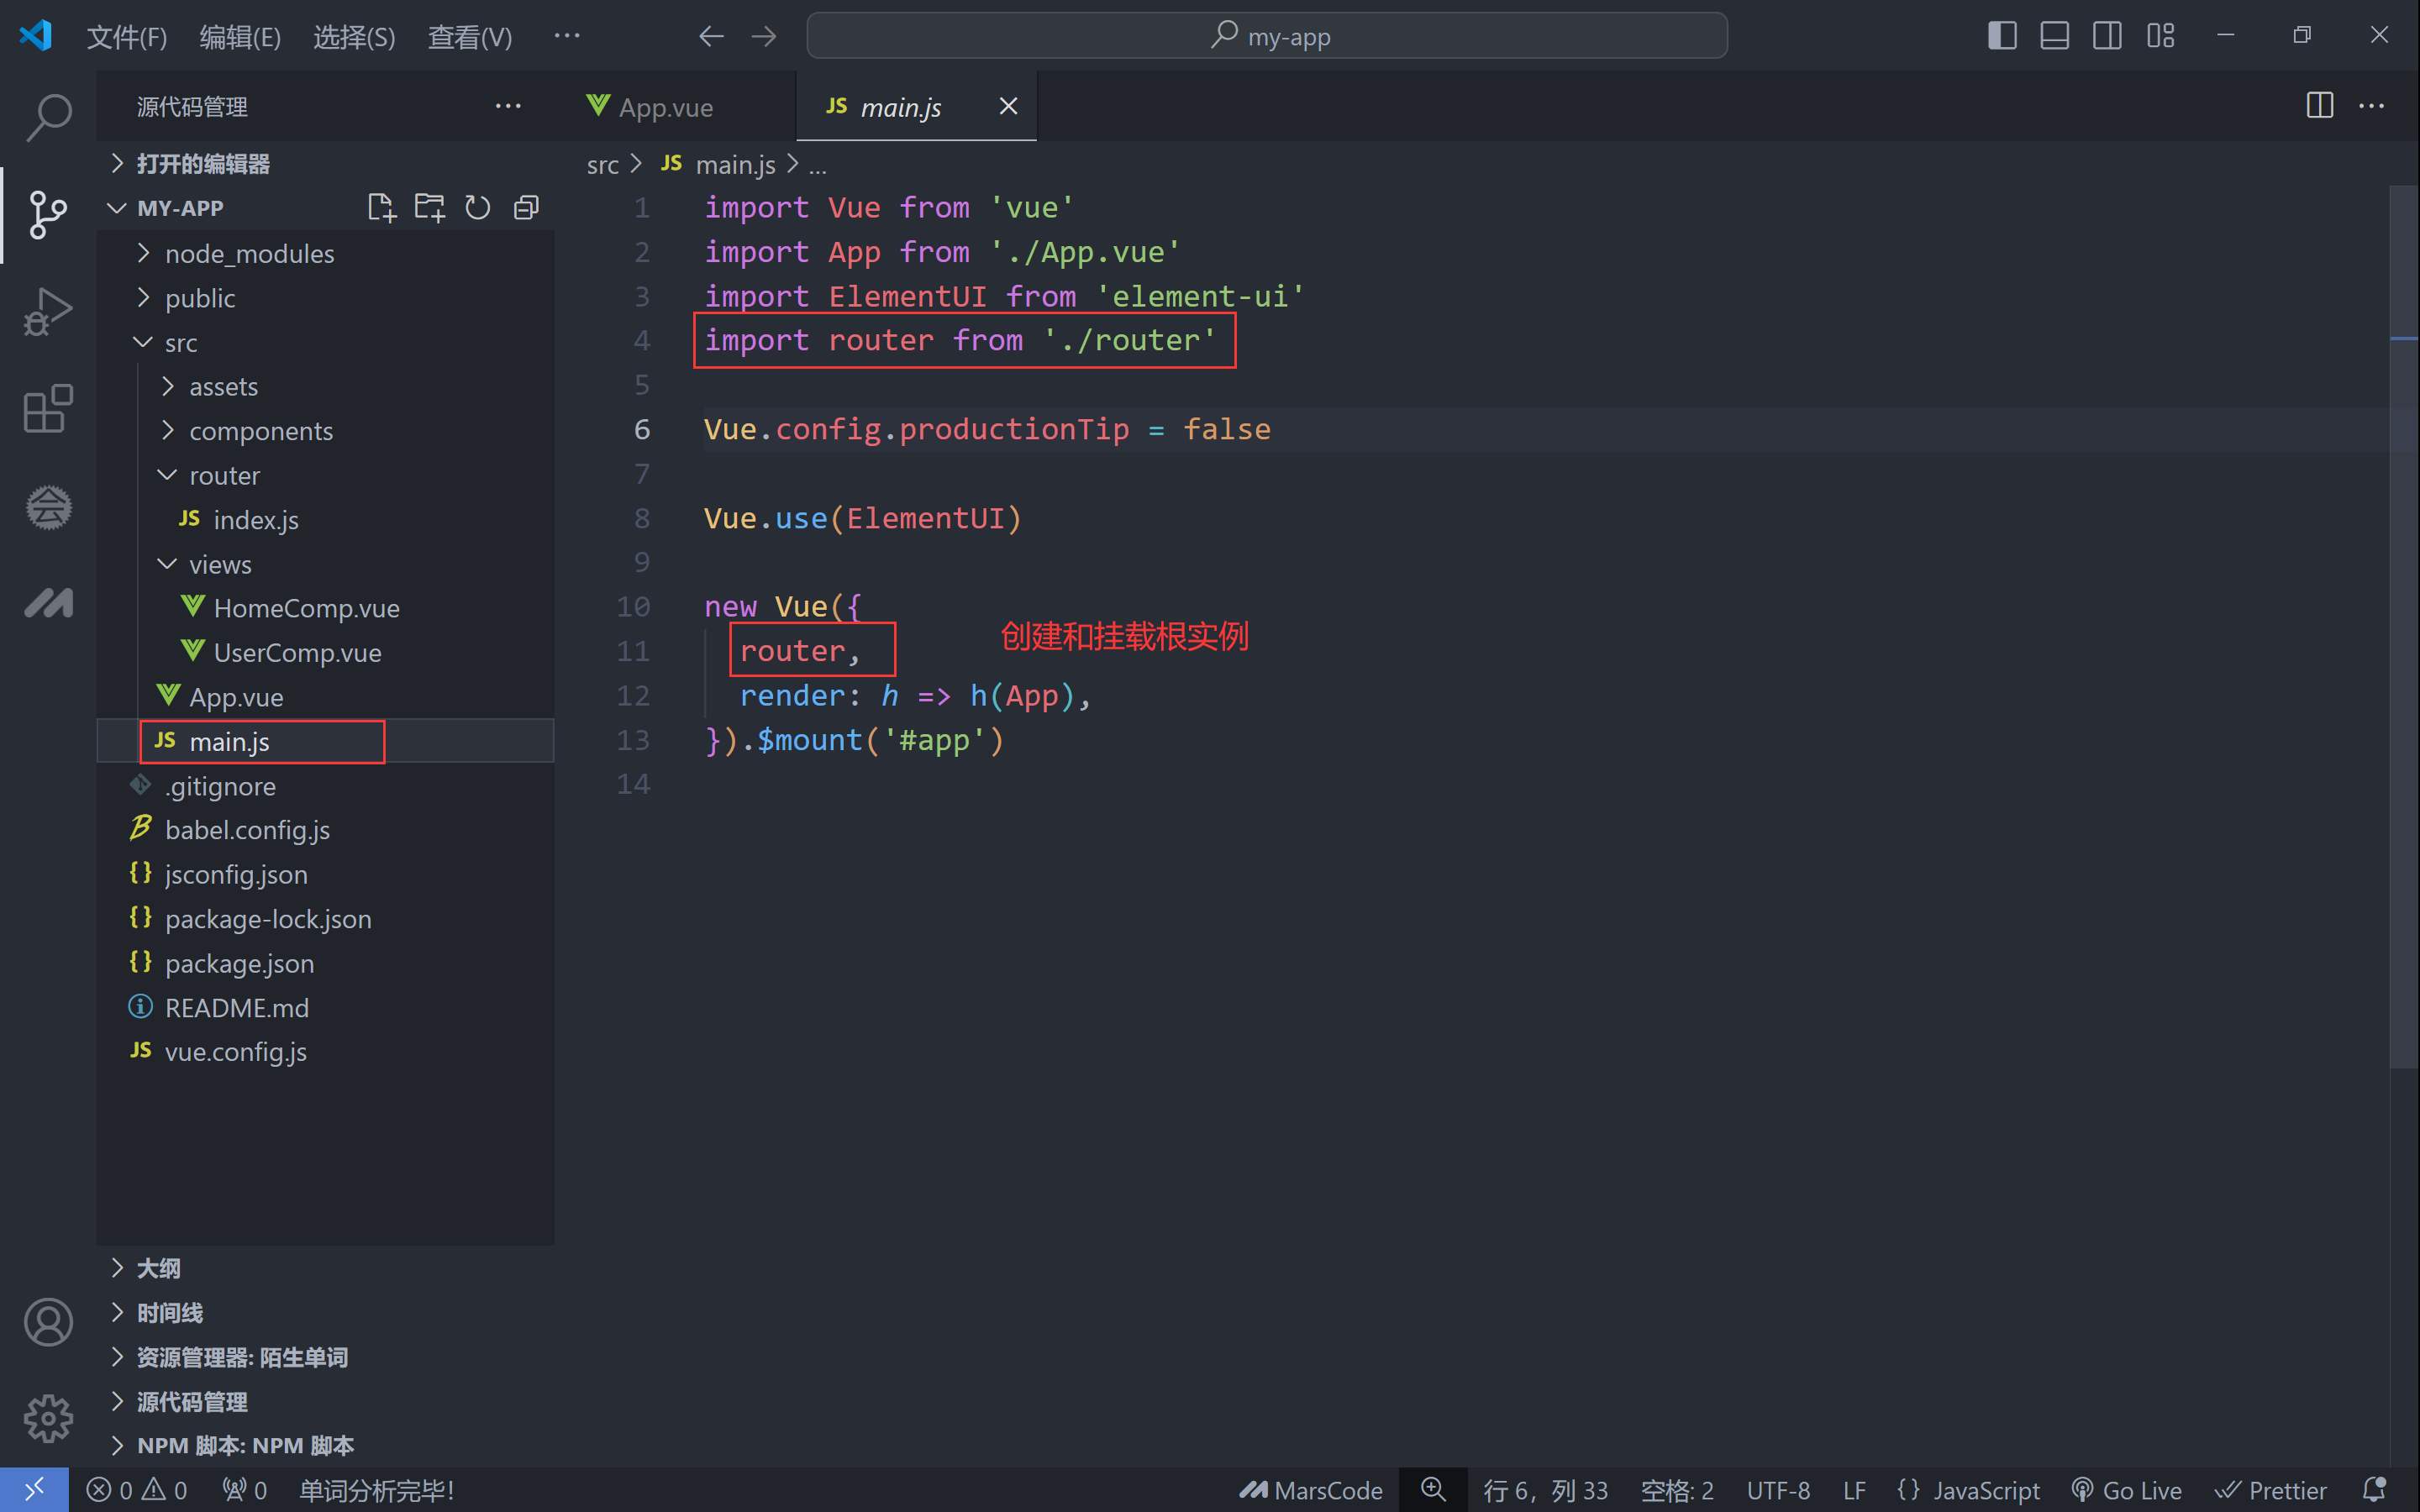 文件(F) 编辑(E) 选择(S) 查看(V) ··· my-app
源代码管理 ···
打开的编辑器
MY-APP
node_modules
public
src
assets
components
router
JS index.js
views
HomeComp.vue
UserComp.vue
App.vue
JS main.js
.gitignore
babel.config.js
{} jsconfig.json
{} package-lock.json
{} package.json
README.md
JS vue.config.js
大纲
时间线
资源管理器: 陌生单词
源代码管理
NPM 脚本: NPM 脚本
App.vue JS main.js
src > JS main.js > ...
1 import Vue from 'vue'
2 import App from './App.vue'
3 import ElementUI from 'element-ui'
4 import router from './router'
5
6 Vue.config.productionTip = false
7
8 Vue.use(ElementUI)
9
10 new Vue({
11 router,
创建和挂载根实例
12 render: h => h(App),
13 }).$mount('#app')
14
0 0 0 单词分析完毕! MarsCode 行 6，列 33 空格: 2 UTF-8 LF {} JavaScript Go Live Prettier